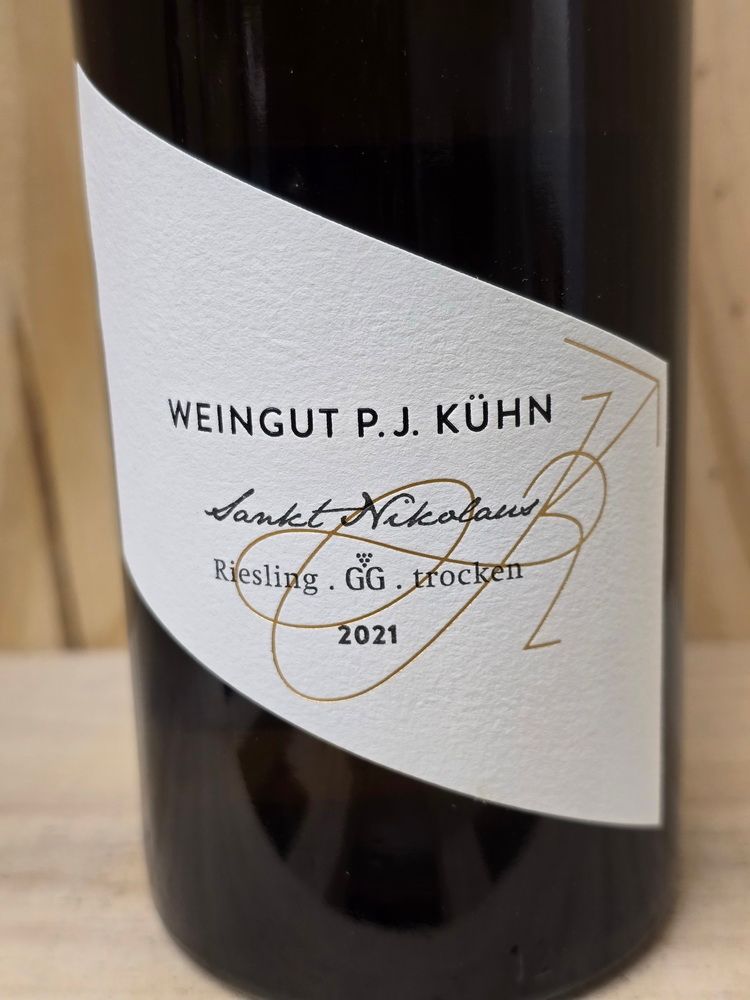 WEINGUT P.J. KÜHN
Sankt Nikolaus
Riesling . GG . trocken
2021